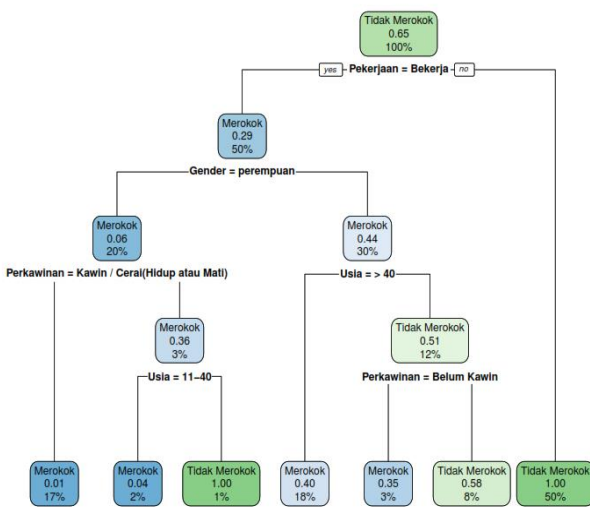 Tidak Merokok
0.65
100%
yes Pekerjaan = Bekerja no
Merokok
0.29
50%
Gender = perempuan
Merokok
0.06
20%
Merokok
0.44
30%
Perkawinan = Kawin / Cerai(Hidup atau Mati)
Usia = > 40
Merokok
0.36
3%
Tidak Merokok
0.51
12%
Usia = 11−40
Perkawinan = Belum Kawin
Merokok
0.01
17%
Merokok
0.04
2%
Tidak Merokok
1.00
1%
Merokok
0.40
18%
Merokok
0.35
3%
Tidak Merokok
0.58
8%
Tidak Merokok
1.00
50%